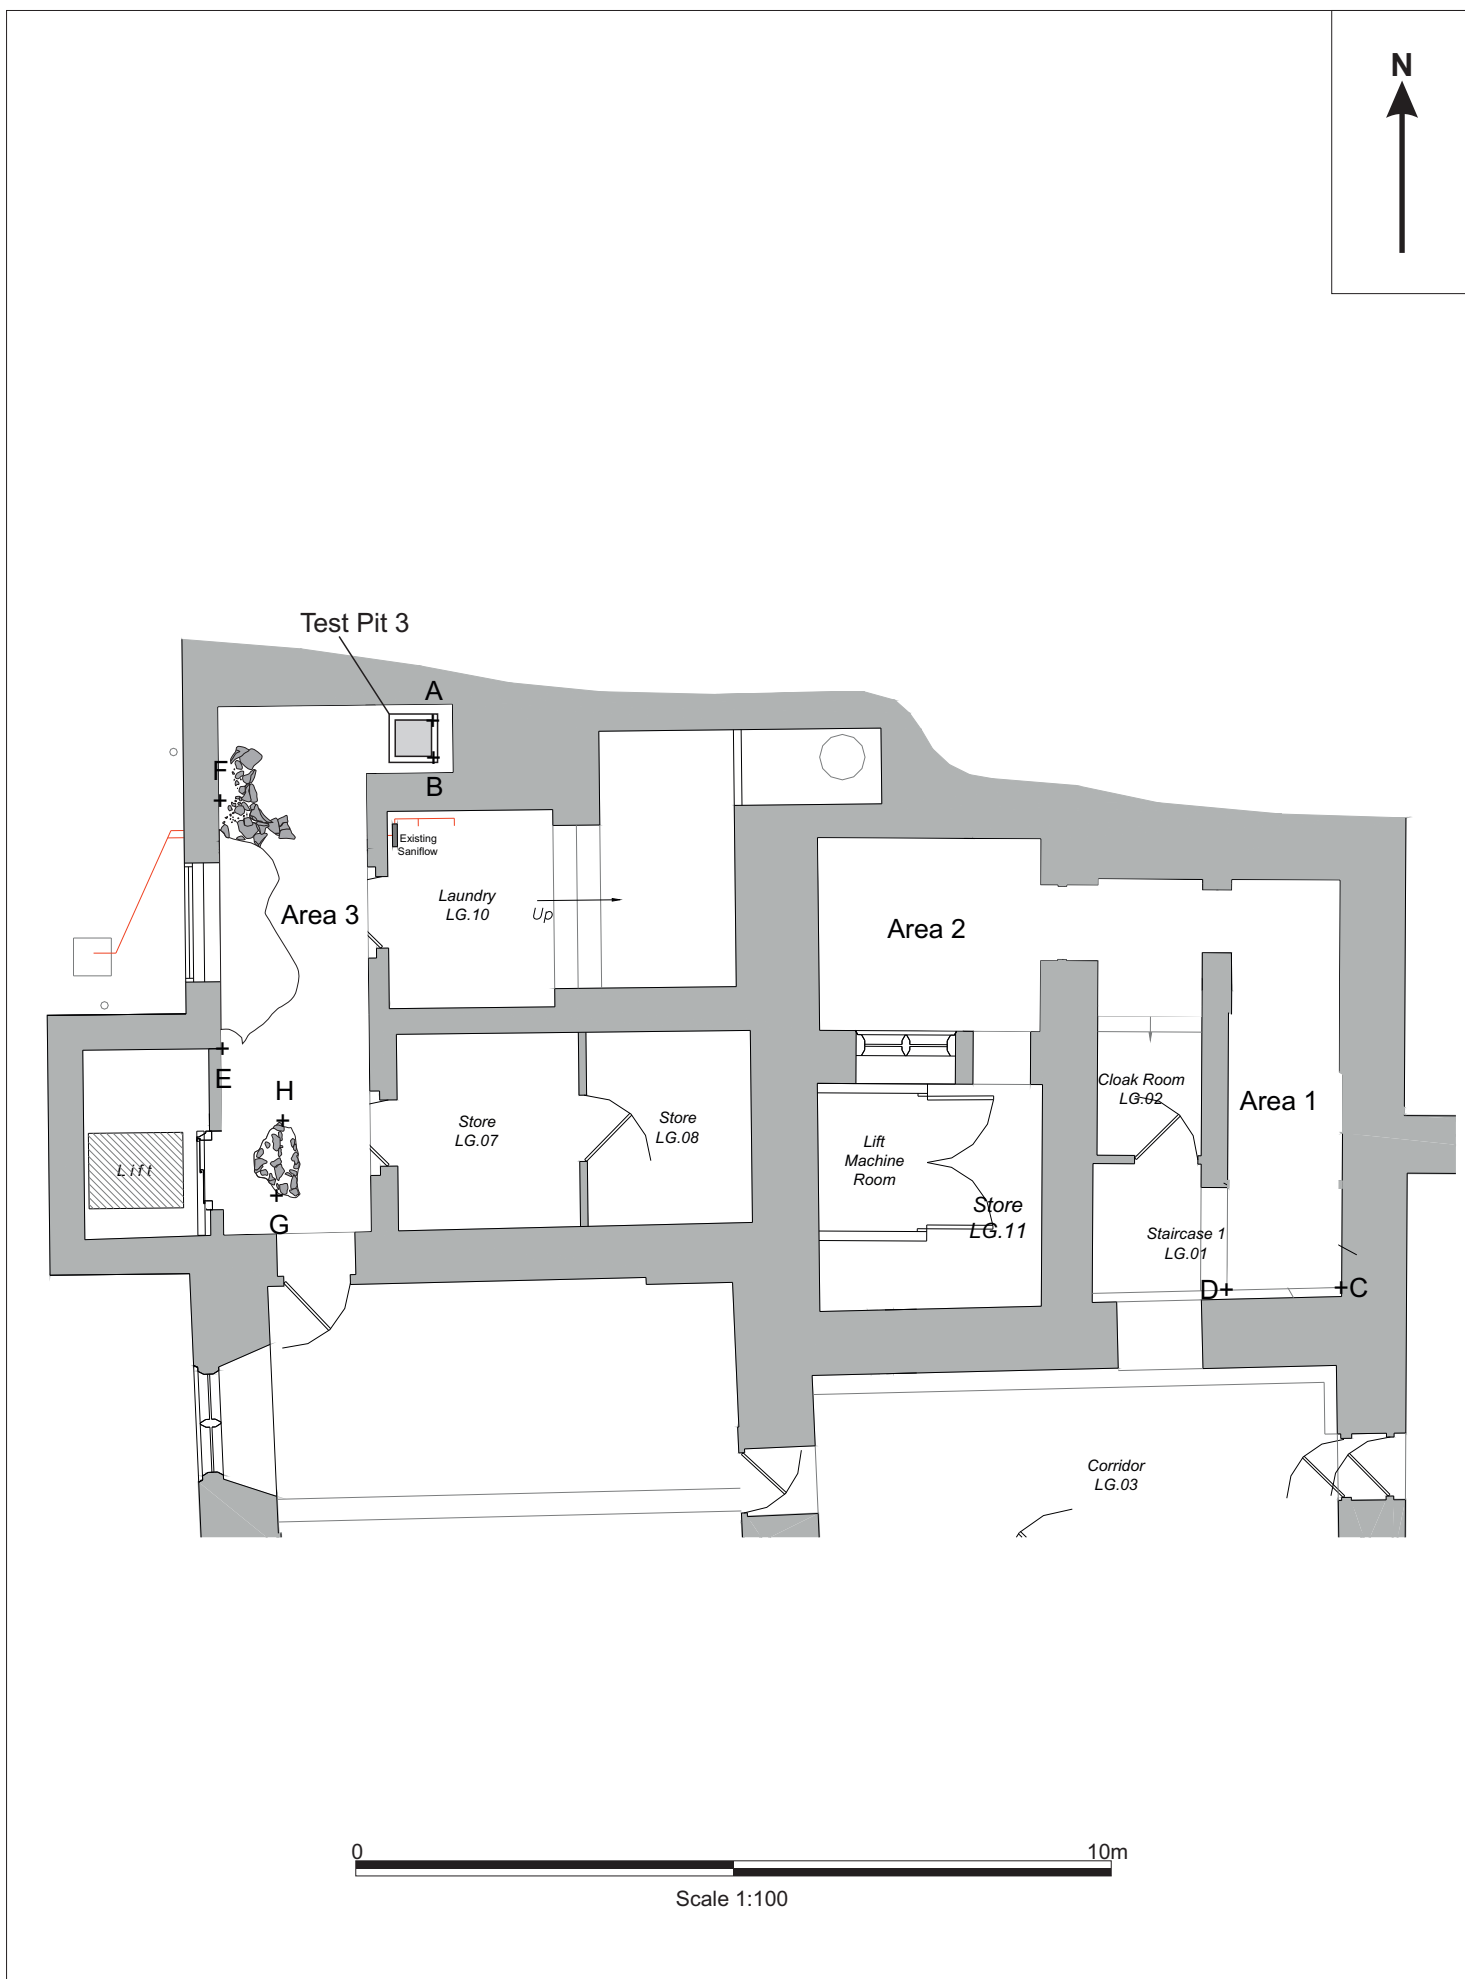 N
Test Pit 3
A
F
B
Existing
Saniflow
Laundry
LG.10
Up
Area 3
Area 2
E
H
Cloak Room
LG.02
Area 1
Store
LG.07
Store
LG.08
Lift
Lift
Machine
Room
Store
LG.11
G
Staircase 1
LG.01
D
C
Corridor
LG.03
0
10m
Scale 1:100